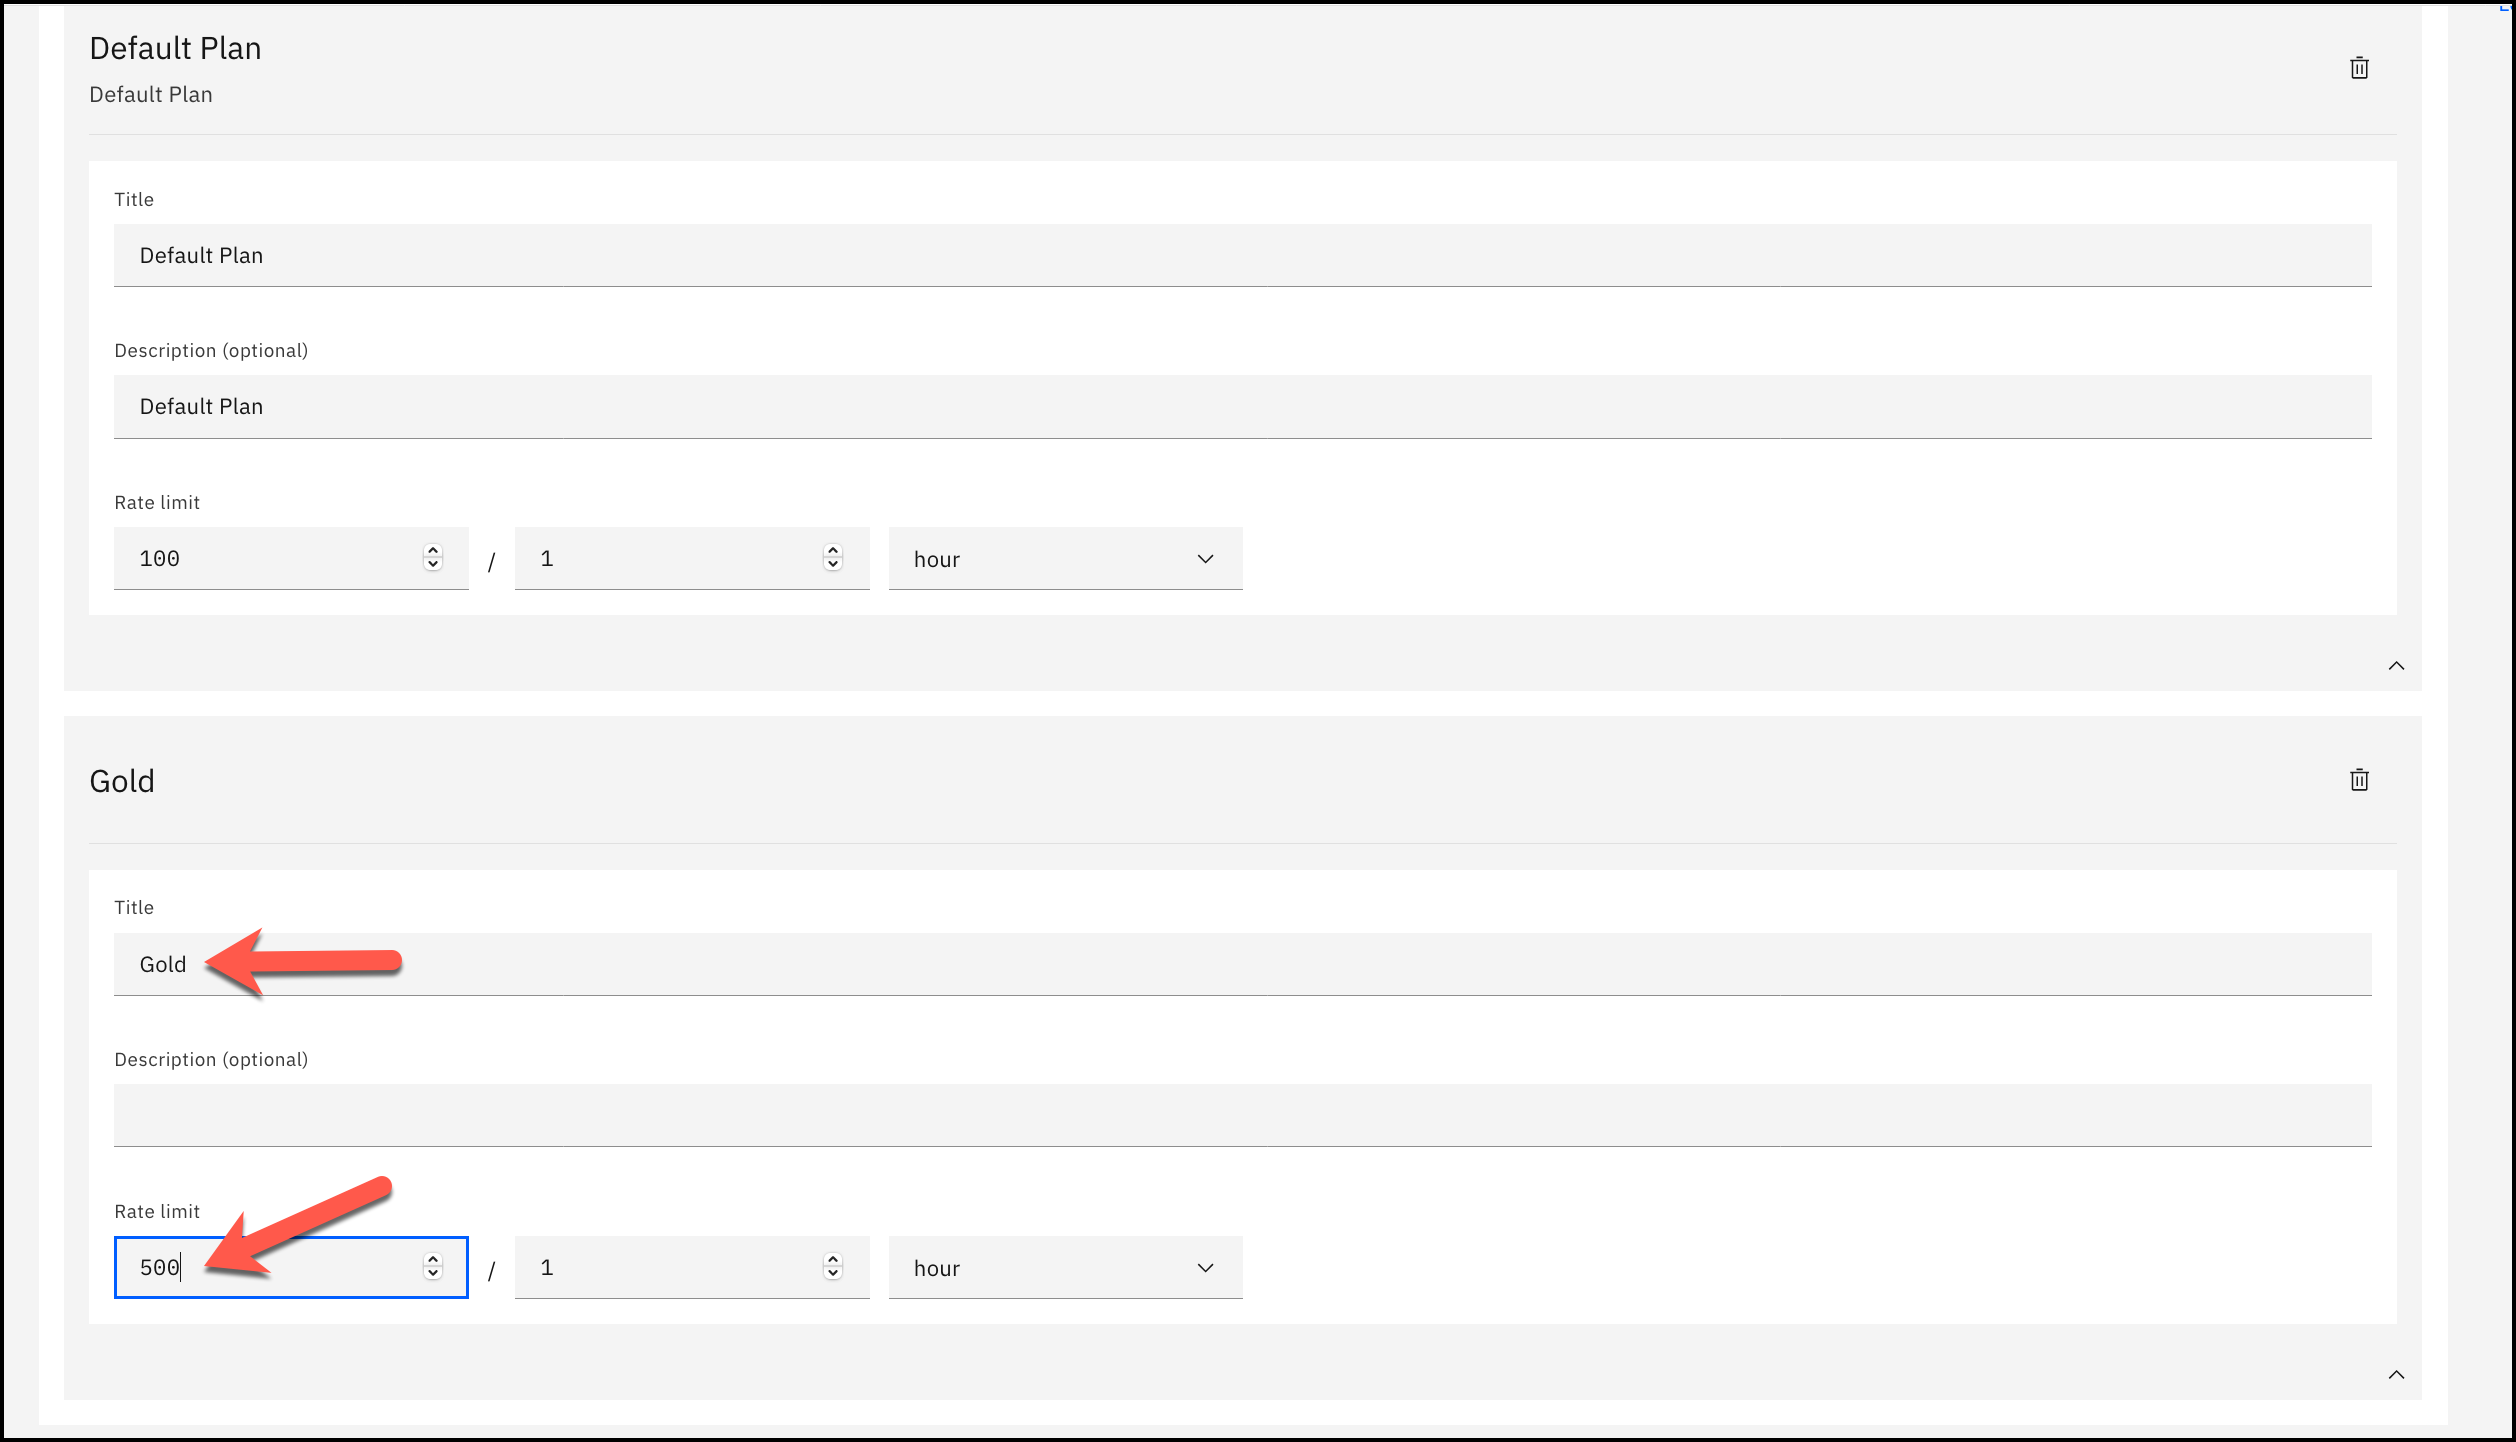 Default Plan
Default Plan
Title
Default Plan
Description (optional)
Default Plan
Rate limit
100 / 1 hour
Gold
Title
Gold
Description (optional)
Rate limit
500 / 1 hour